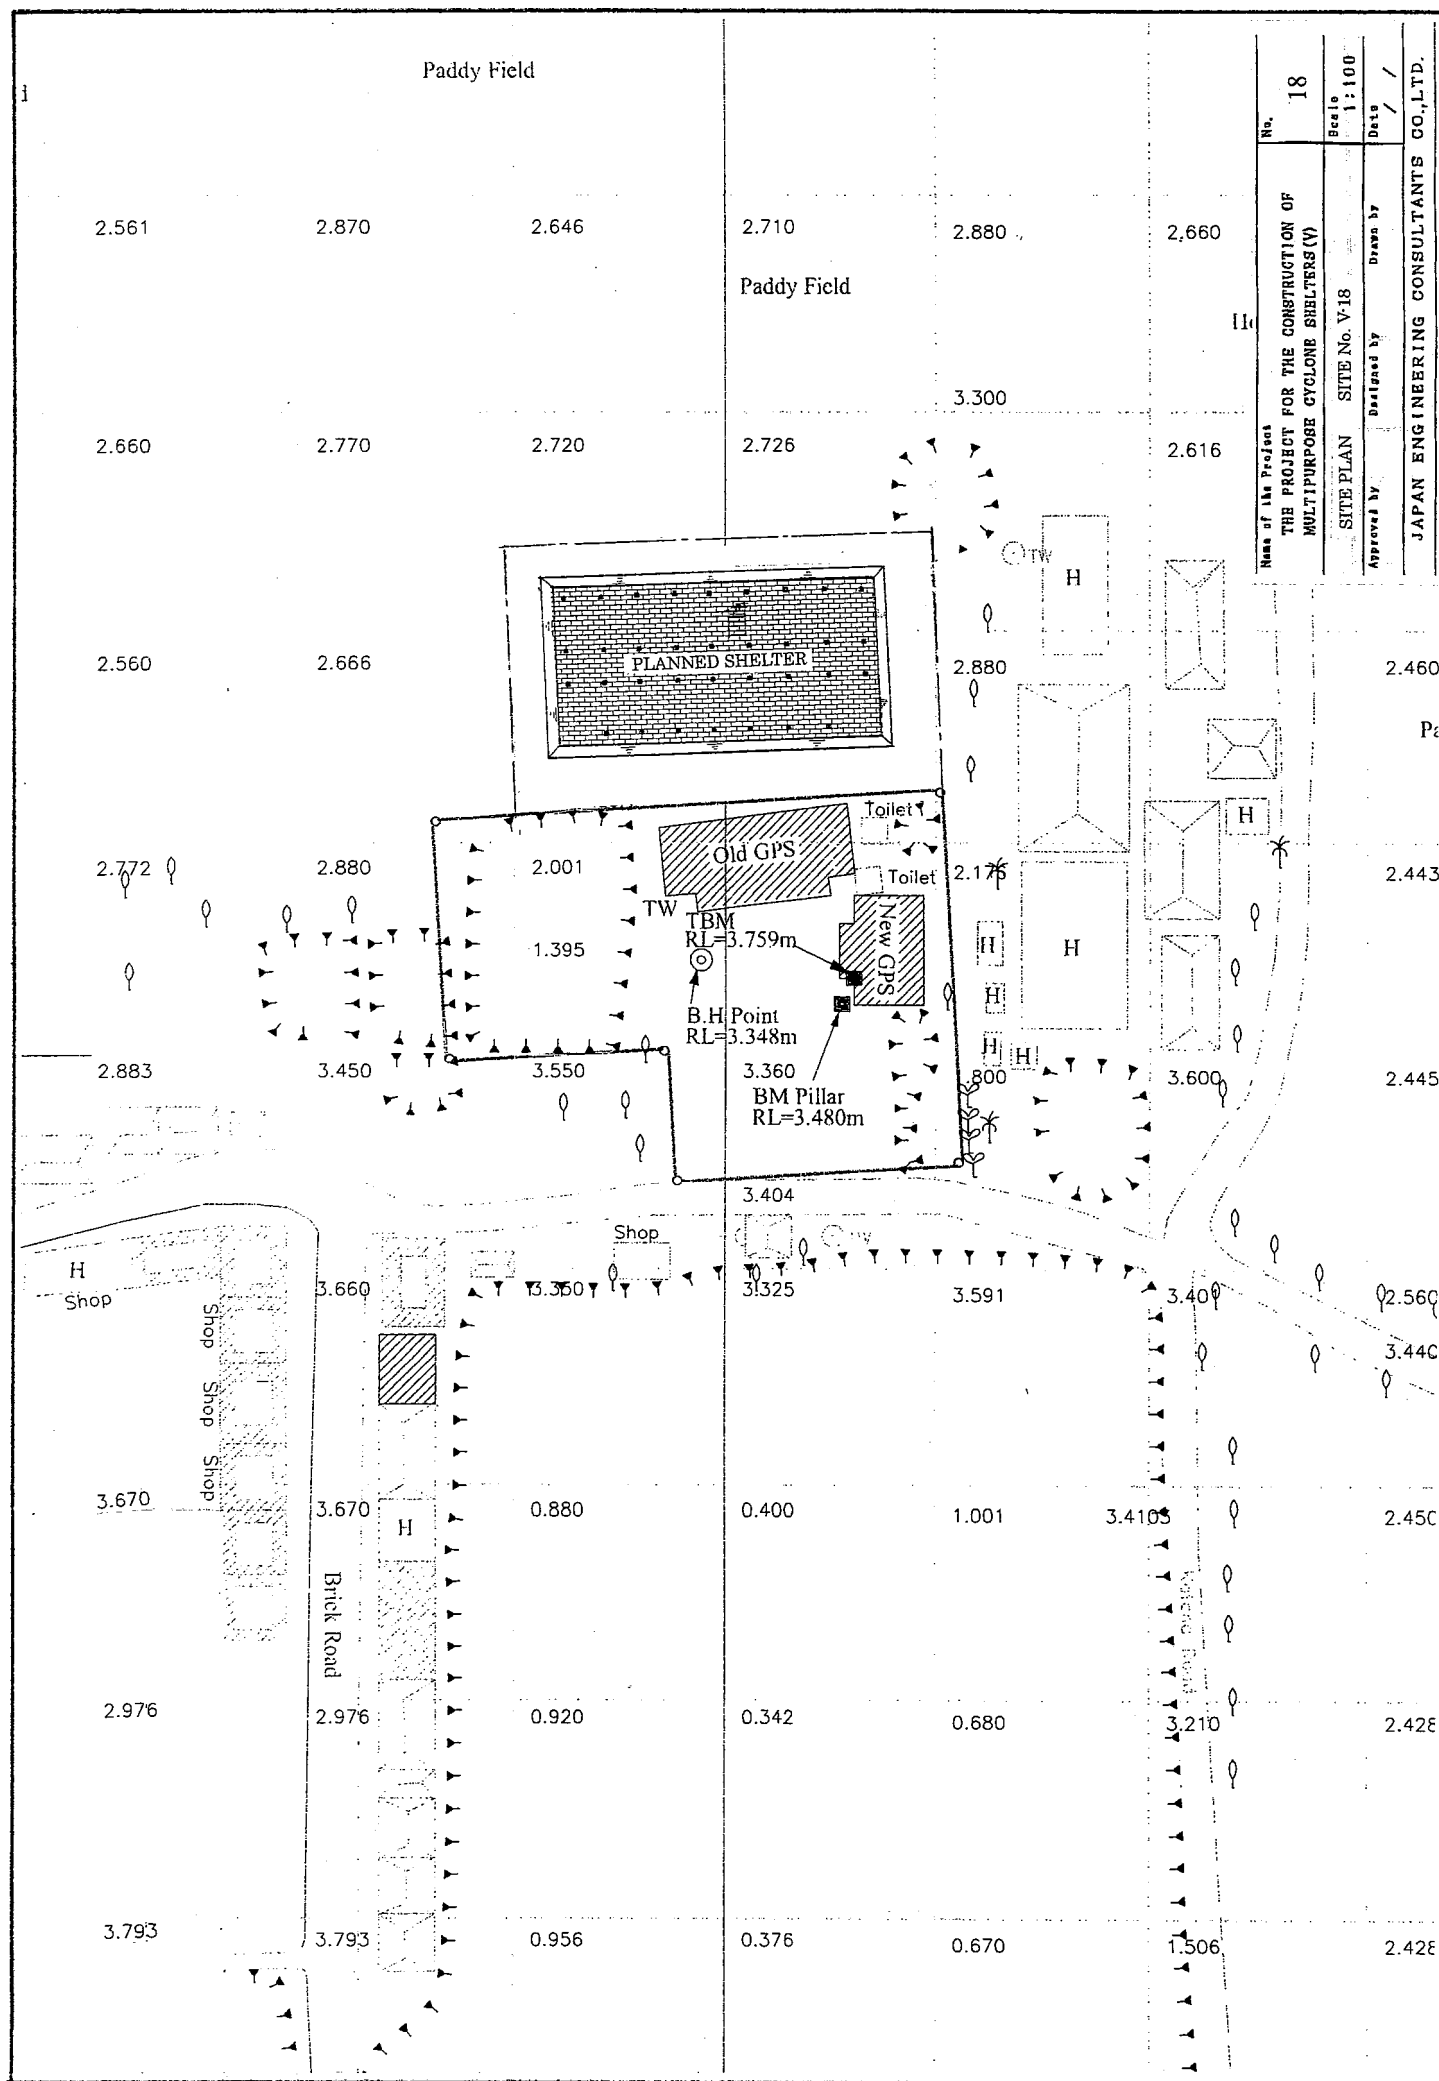 Paddy Field
2.561 2.870 2.646 2.710 2.880 2.660
Paddy Field
3.300
2.660 2.770 2.720 2.726 2.616
TW
H
PLANNED SHELTER
2.560 2.666 2.880 2.460
Toilet
H
Old GPS
2.772 2.880 2.001 Toilet 2.175 2.443
TW
TBM
RL=3.759m
New GPS
1.395
H
H
H
B.H Point
RL=3.348m
H
H
2.883 3.450 3.550 3.360 .800 3.600 2.445
BM Pillar
RL=3.480m
3.404
Shop
H
Shop
3.660 3.350 3.325 3.591 3.409 2.560
3.440
Shop
Shop
Shop
3.670 3.670 0.880 0.400 1.001 3.4105 2.450
H
Brick Road
Road
2.976 2.976 0.920 0.342 0.680 3.210 2.428
3.793 3.793 0.956 0.376 0.670 1.506 2.428
Name of the Project
THE PROJECT FOR THE CONSTRUCTION OF
MULTIPURPOSE CYCLONE SHELTERS(V)
No.
18
SITE PLAN SITE No. V-18
Scale
1:100
Approved by Designed by Drawn by Date
/ /
JAPAN ENGINEERING CONSULTANTS CO.,LTD.